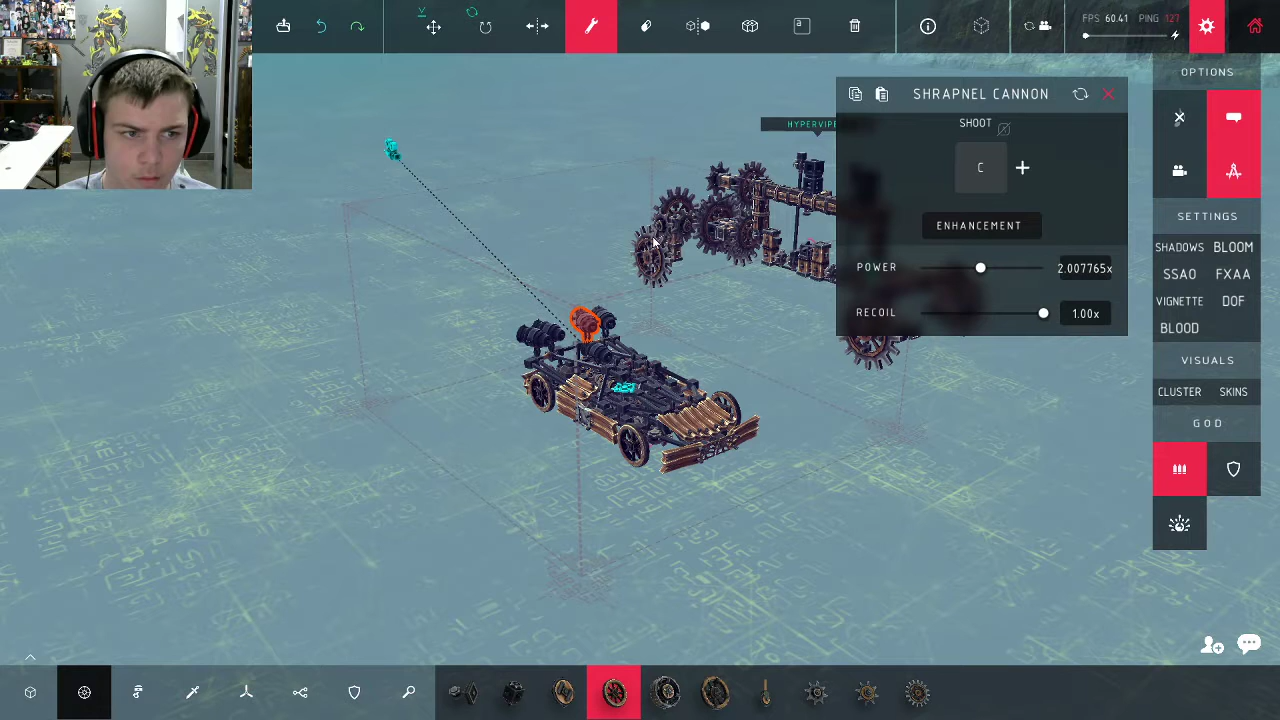 FPS 60.41 PING 127
OPTIONS
SHRAPNEL CANNON
SHOOT
C
ENHANCEMENT
POWER 2.007765x
RECOIL 1.00x
HYPERVIPE
SETTINGS
SHADOWS BLOOM
SSAO FXAA
VIGNETTE DOF
BLOOD
VISUALS
CLUSTER SKINS
GOD